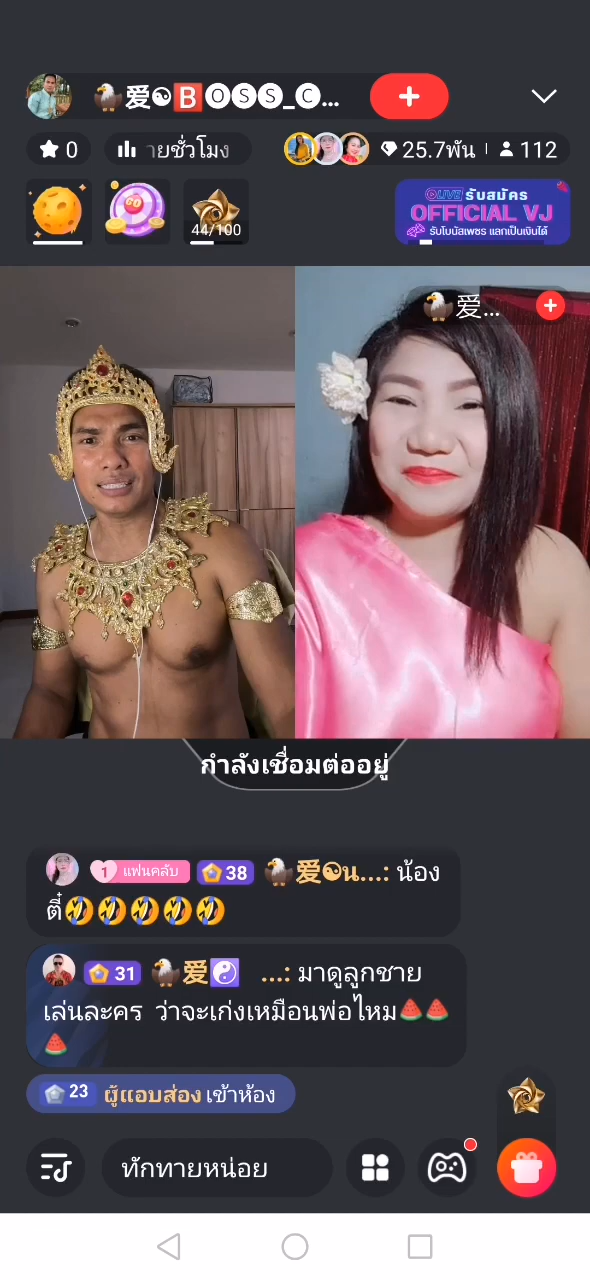 🦅爱☯🅱🅞🅢🅢_🅒...
0
ายชั่วโมง
25.7พัน
112
60
44/100
LIVE รับสมัคร
OFFICIAL VJ
รับโบนัสเพชร แลกเป็นเงินได้
🦅爱...
กำลังเชื่อมต่ออยู่
1 แฟนคลับ 38 🦅爱☯น...: น้อง
ตี๋🤣🤣🤣🤣🤣
31 🦅爱☯ ...: มาดูลูกชาย
เล่นละคร ว่าจะเก่งเหมือนพ่อไหม🍉🍉
🍉
23 ผู้แอบส่อง เข้าห้อง
ทักทายหน่อย